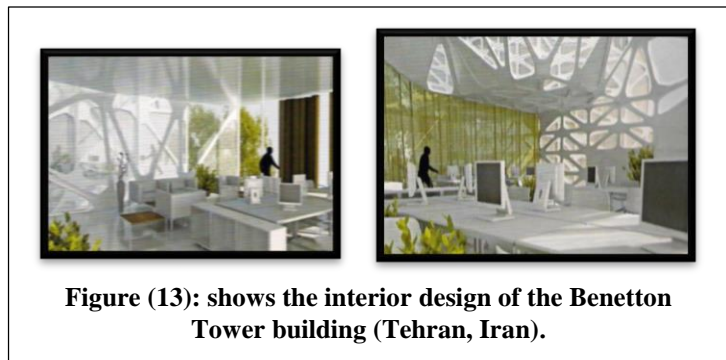 Figure (13): shows the interior design of the Benetton
Tower building (Tehran, Iran).